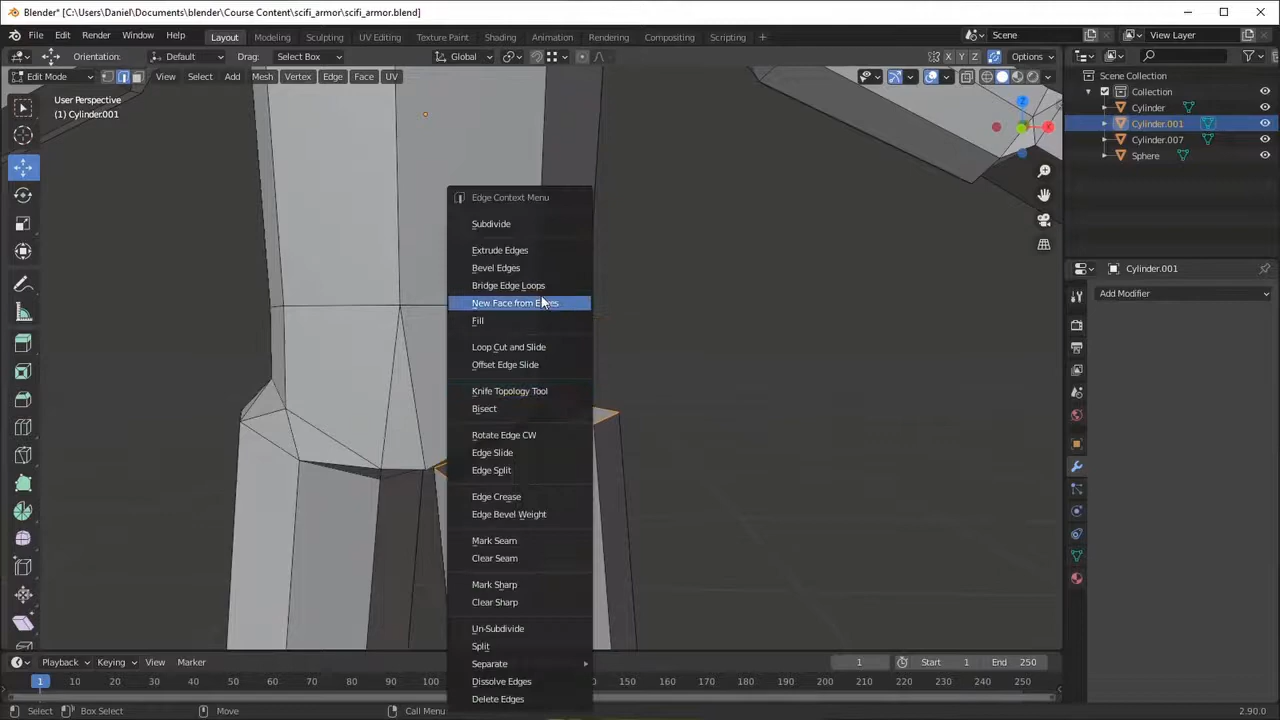 Blender* [C:\Users\Daniel\Documents\blender\Course Content\scifi_armor\scifi_armor.blend]
File Edit Render Window Help Layout Modeling Sculpting UV Editing Texture Paint Shading Animation Rendering Compositing Scripting + Scene View Layer
Orientation: Default Drag: Select Box Global X Y Z Options
Edit Mode View Select Add Mesh Vertex Edge Face UV
User Perspective
(1) Cylinder.001
Scene Collection
Collection
Cylinder
Cylinder.001
Cylinder.007
Sphere
Edge Context Menu
Subdivide
Extrude Edges
Bevel Edges
Bridge Edge Loops
New Face from Edges
Fill
Loop Cut and Slide
Offset Edge Slide
Knife Topology Tool
Bisect
Rotate Edge CW
Edge Slide
Edge Split
Edge Crease
Edge Bevel Weight
Mark Seam
Clear Seam
Mark Sharp
Clear Sharp
Un-Subdivide
Split
Separate
Dissolve Edges
Delete Edges
Cylinder.001
Add Modifier
Playback Keying View Marker 1 Start 1 End 250
1 10 20 30 40 50 60 70 80 90 100 150 160 170 180 190 200 210 220 230 240 250
Select Box Select Move Call Menu 2.90.0